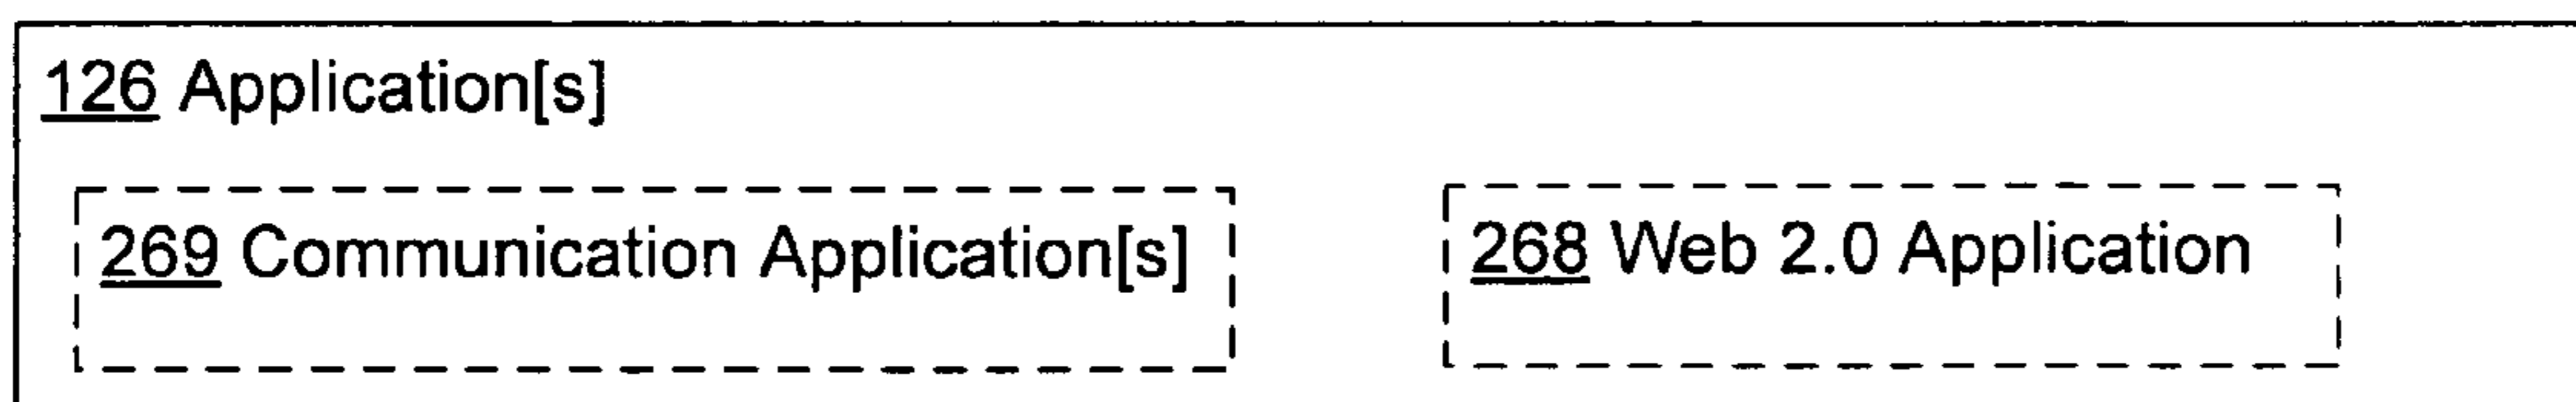 126 Application[s]
269 Communication Application[s]
268 Web 2.0 Application